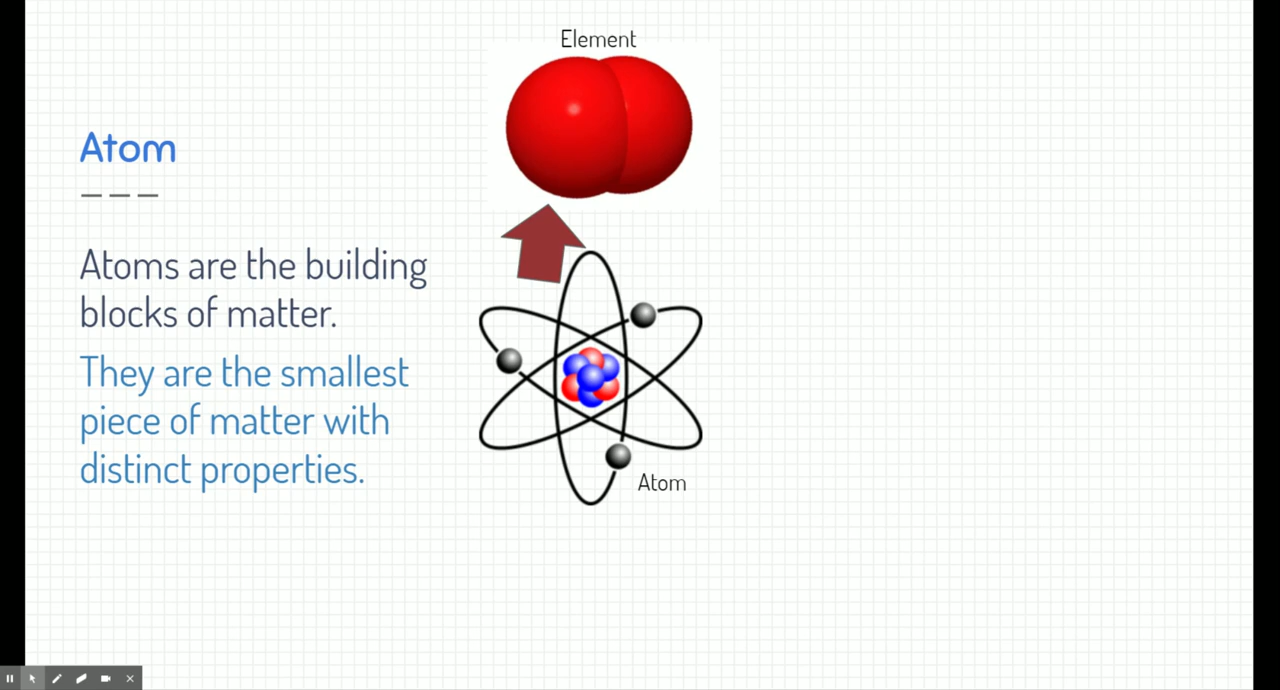 Element
Atom
Atoms are the building
blocks of matter.
They are the smallest
piece of matter with
distinct properties.
Atom